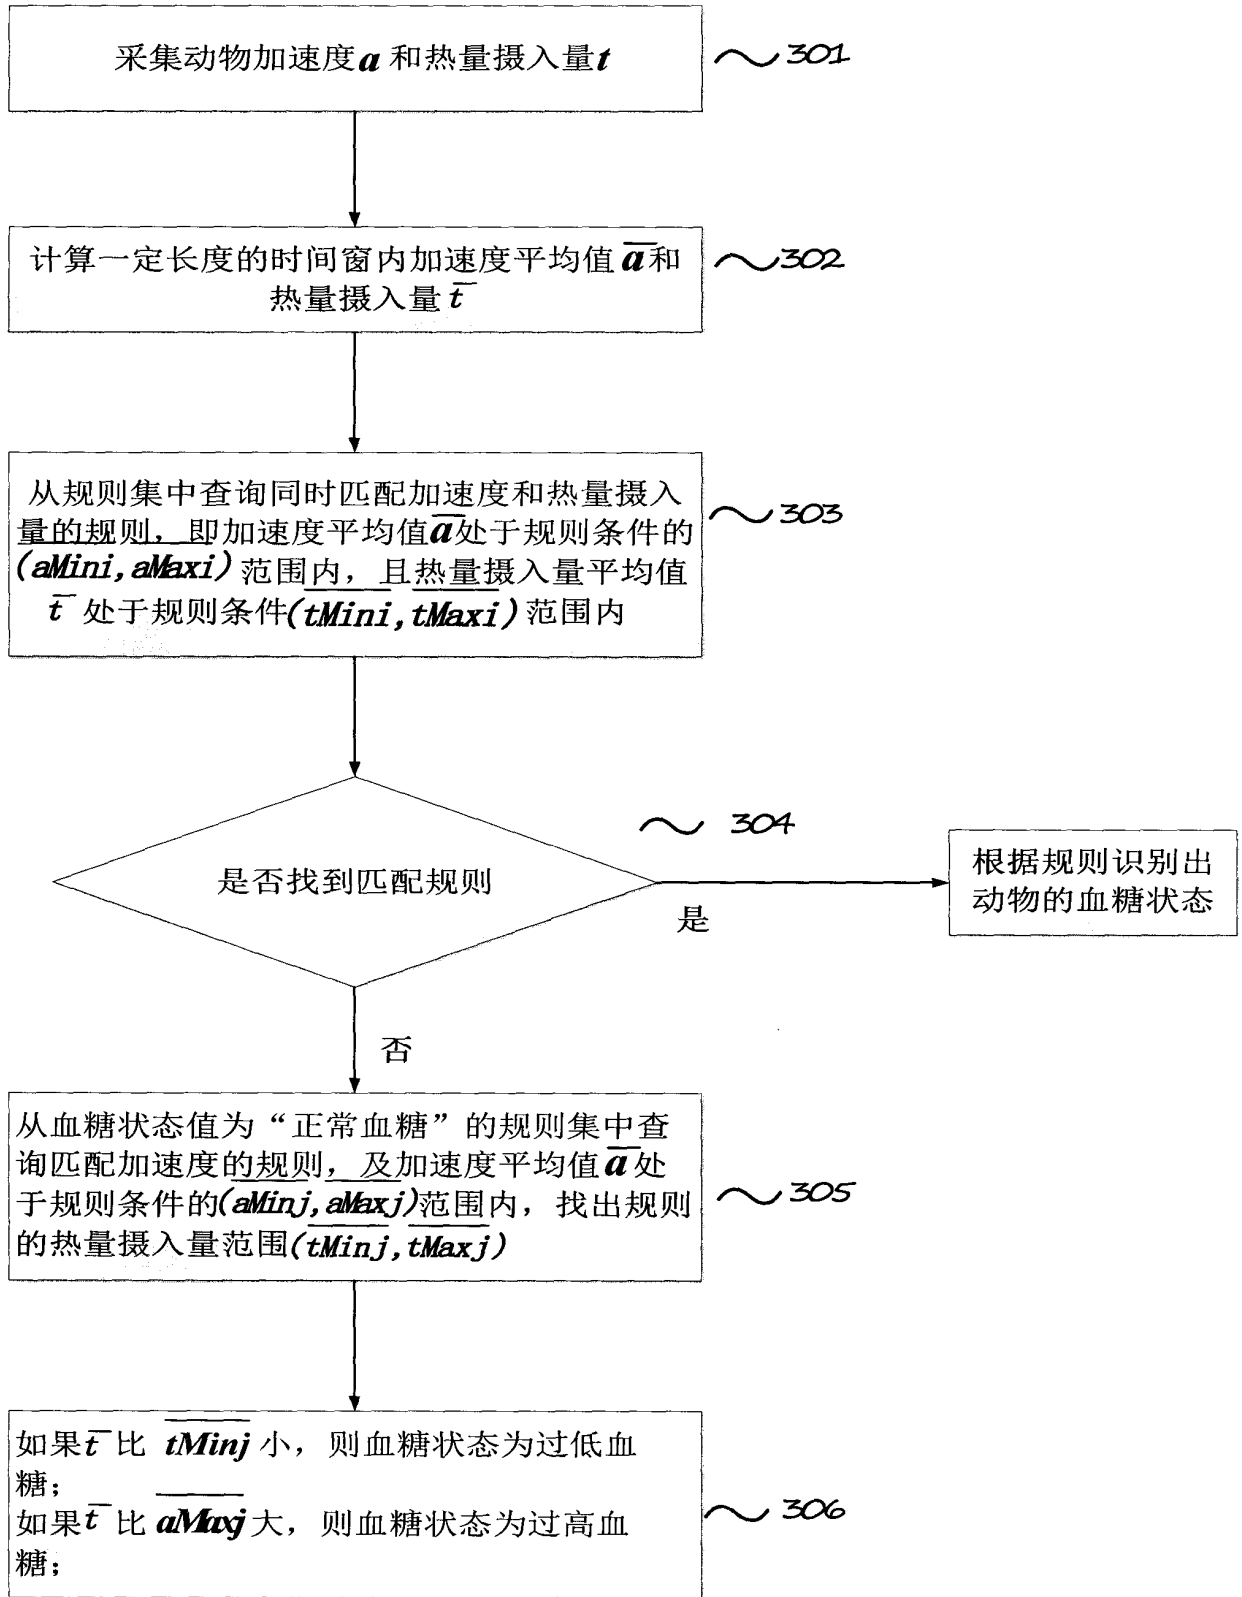 采集动物加速度a和热量摄入量t
301
计算一定长度的时间窗内加速度平均值a̅和
热量摄入量t̅
302
从规则集中查询同时匹配加速度和热量摄入
量的规则，即加速度平均值a̅处于规则条件的
(aMini,aMaxi)范围内，且热量摄入量平均值
t̅处于规则条件(tMini,tMaxi)范围内
303
是否找到匹配规则
304
是
根据规则识别出
动物的血糖状态
否
从血糖状态值为“正常血糖”的规则集中查
询匹配加速度的规则，及加速度平均值a̅处
于规则条件的(aMinj,aMaxj)范围内，找出规则
的热量摄入量范围(tMinj,tMaxj)
305
如果t̅比 tMinj小，则血糖状态为过低血
糖；
如果t̅比 aMaxj大，则血糖状态为过高血
糖；
306